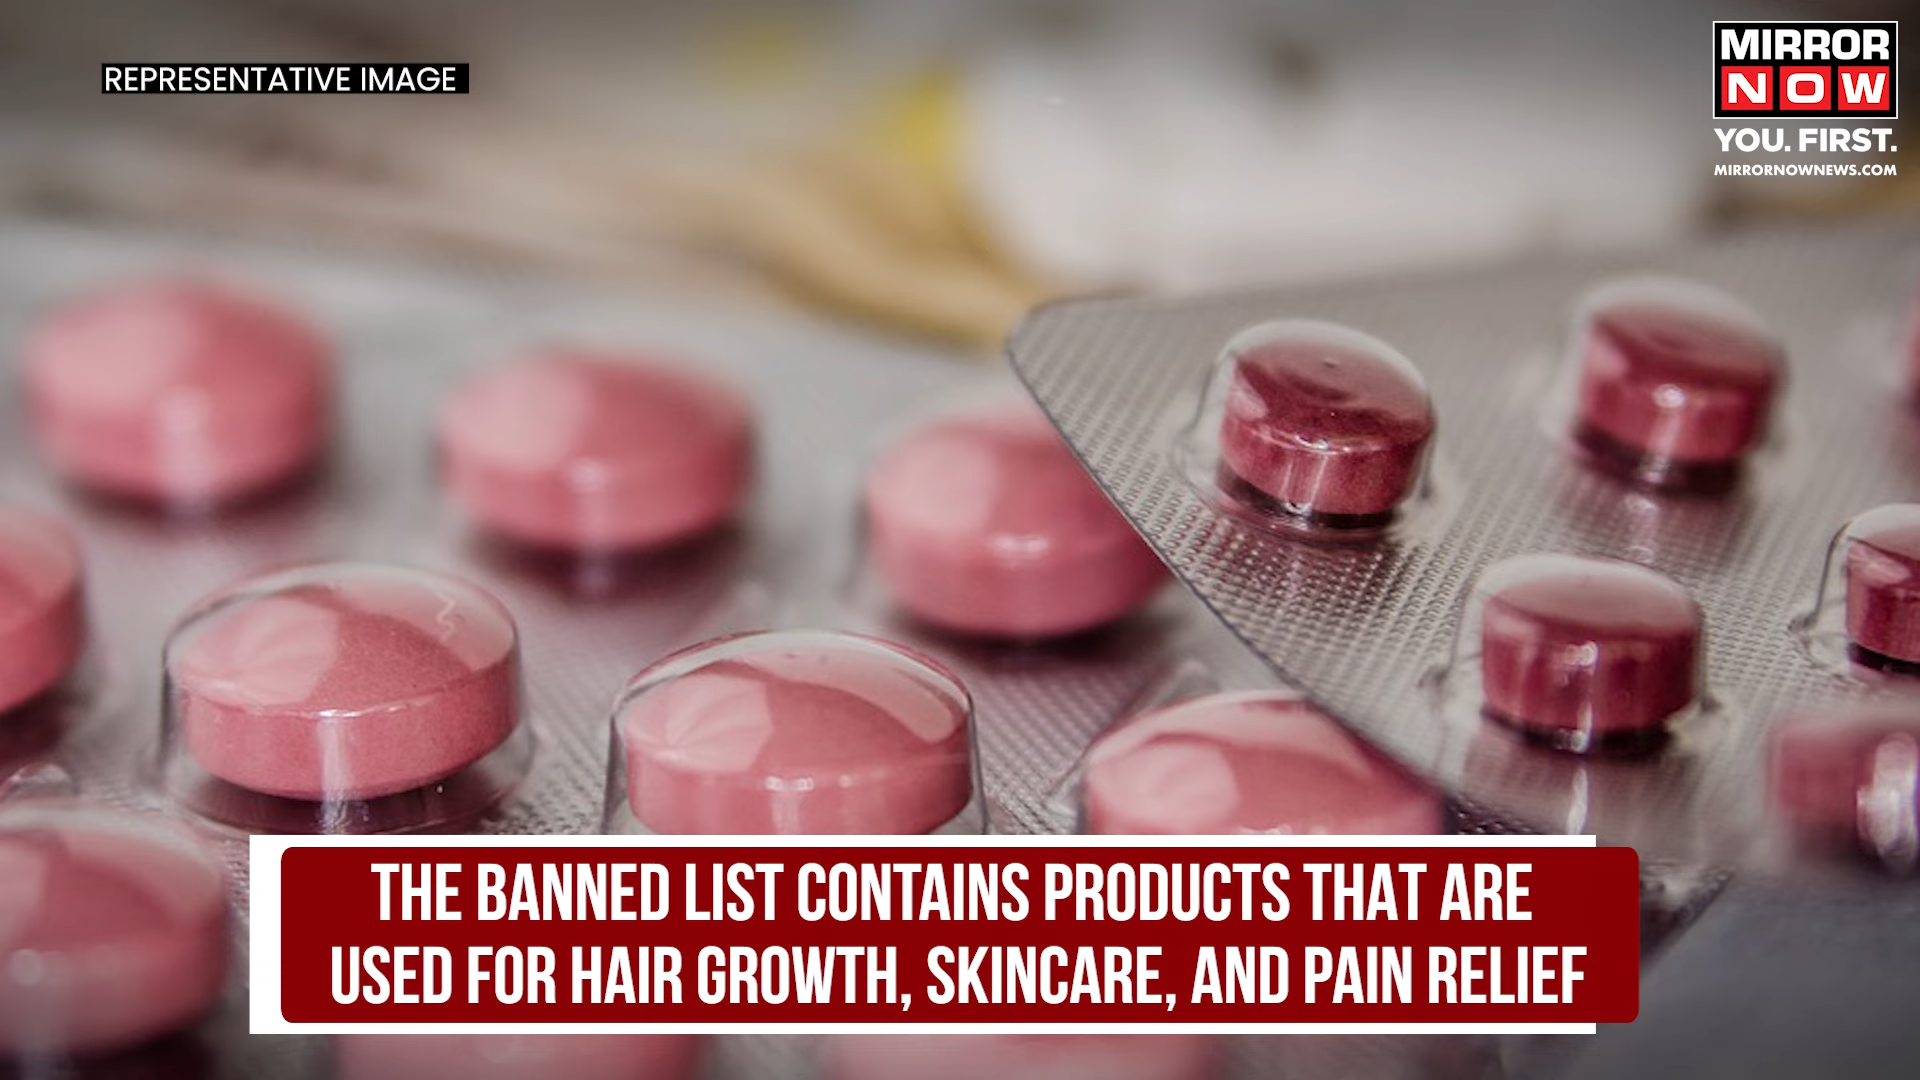 REPRESENTATIVE IMAGE
MIRROR
NOW
YOU. FIRST.
MIRRORNOWNEWS.COM
THE BANNED LIST CONTAINS PRODUCTS THAT ARE
USED FOR HAIR GROWTH, SKINCARE, AND PAIN RELIEF